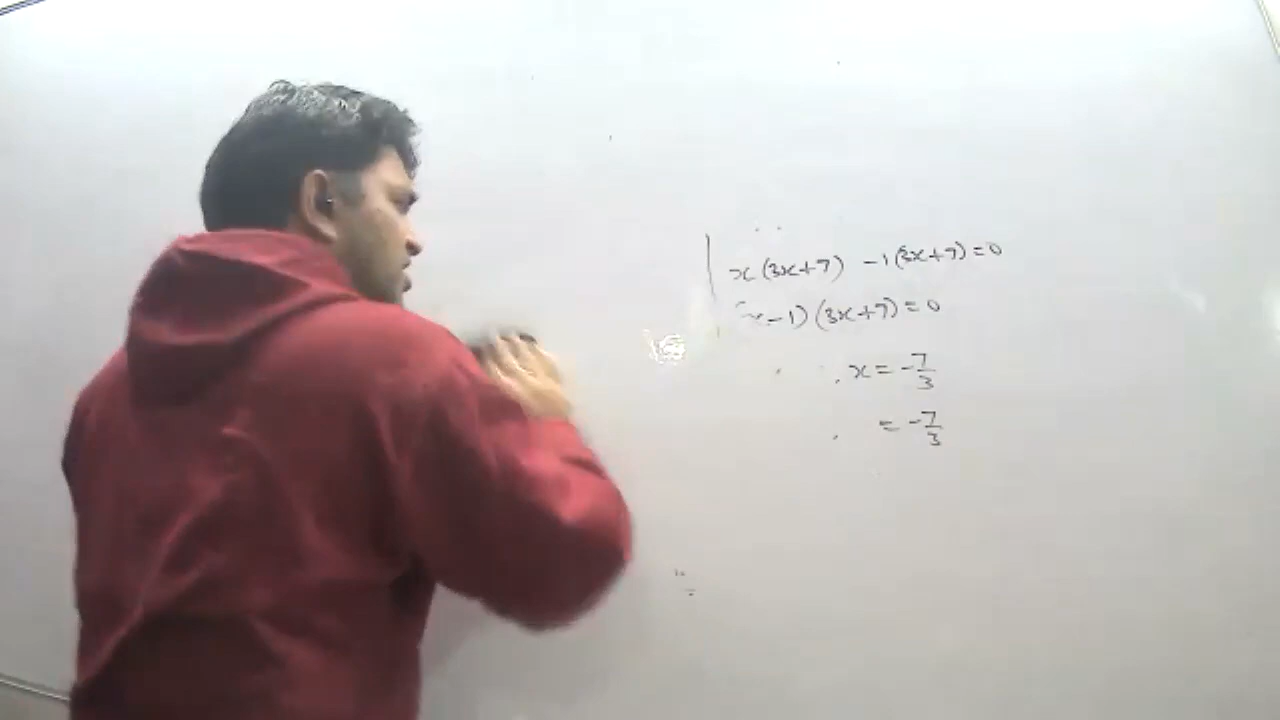 x(3x+7) -1(3x+7)=0
x-1)(3x+7)=0
x = -7/3
= -7/3